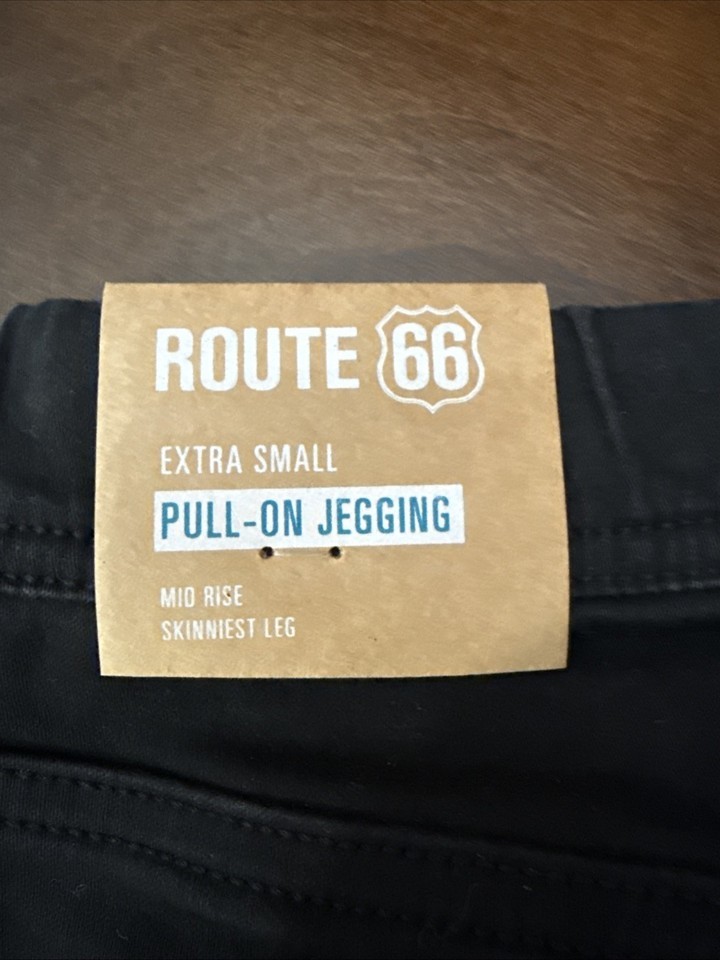 ROUTE 66
EXTRA SMALL
PULL-ON JEGGING
MID RISE
SKINNIEST LEG